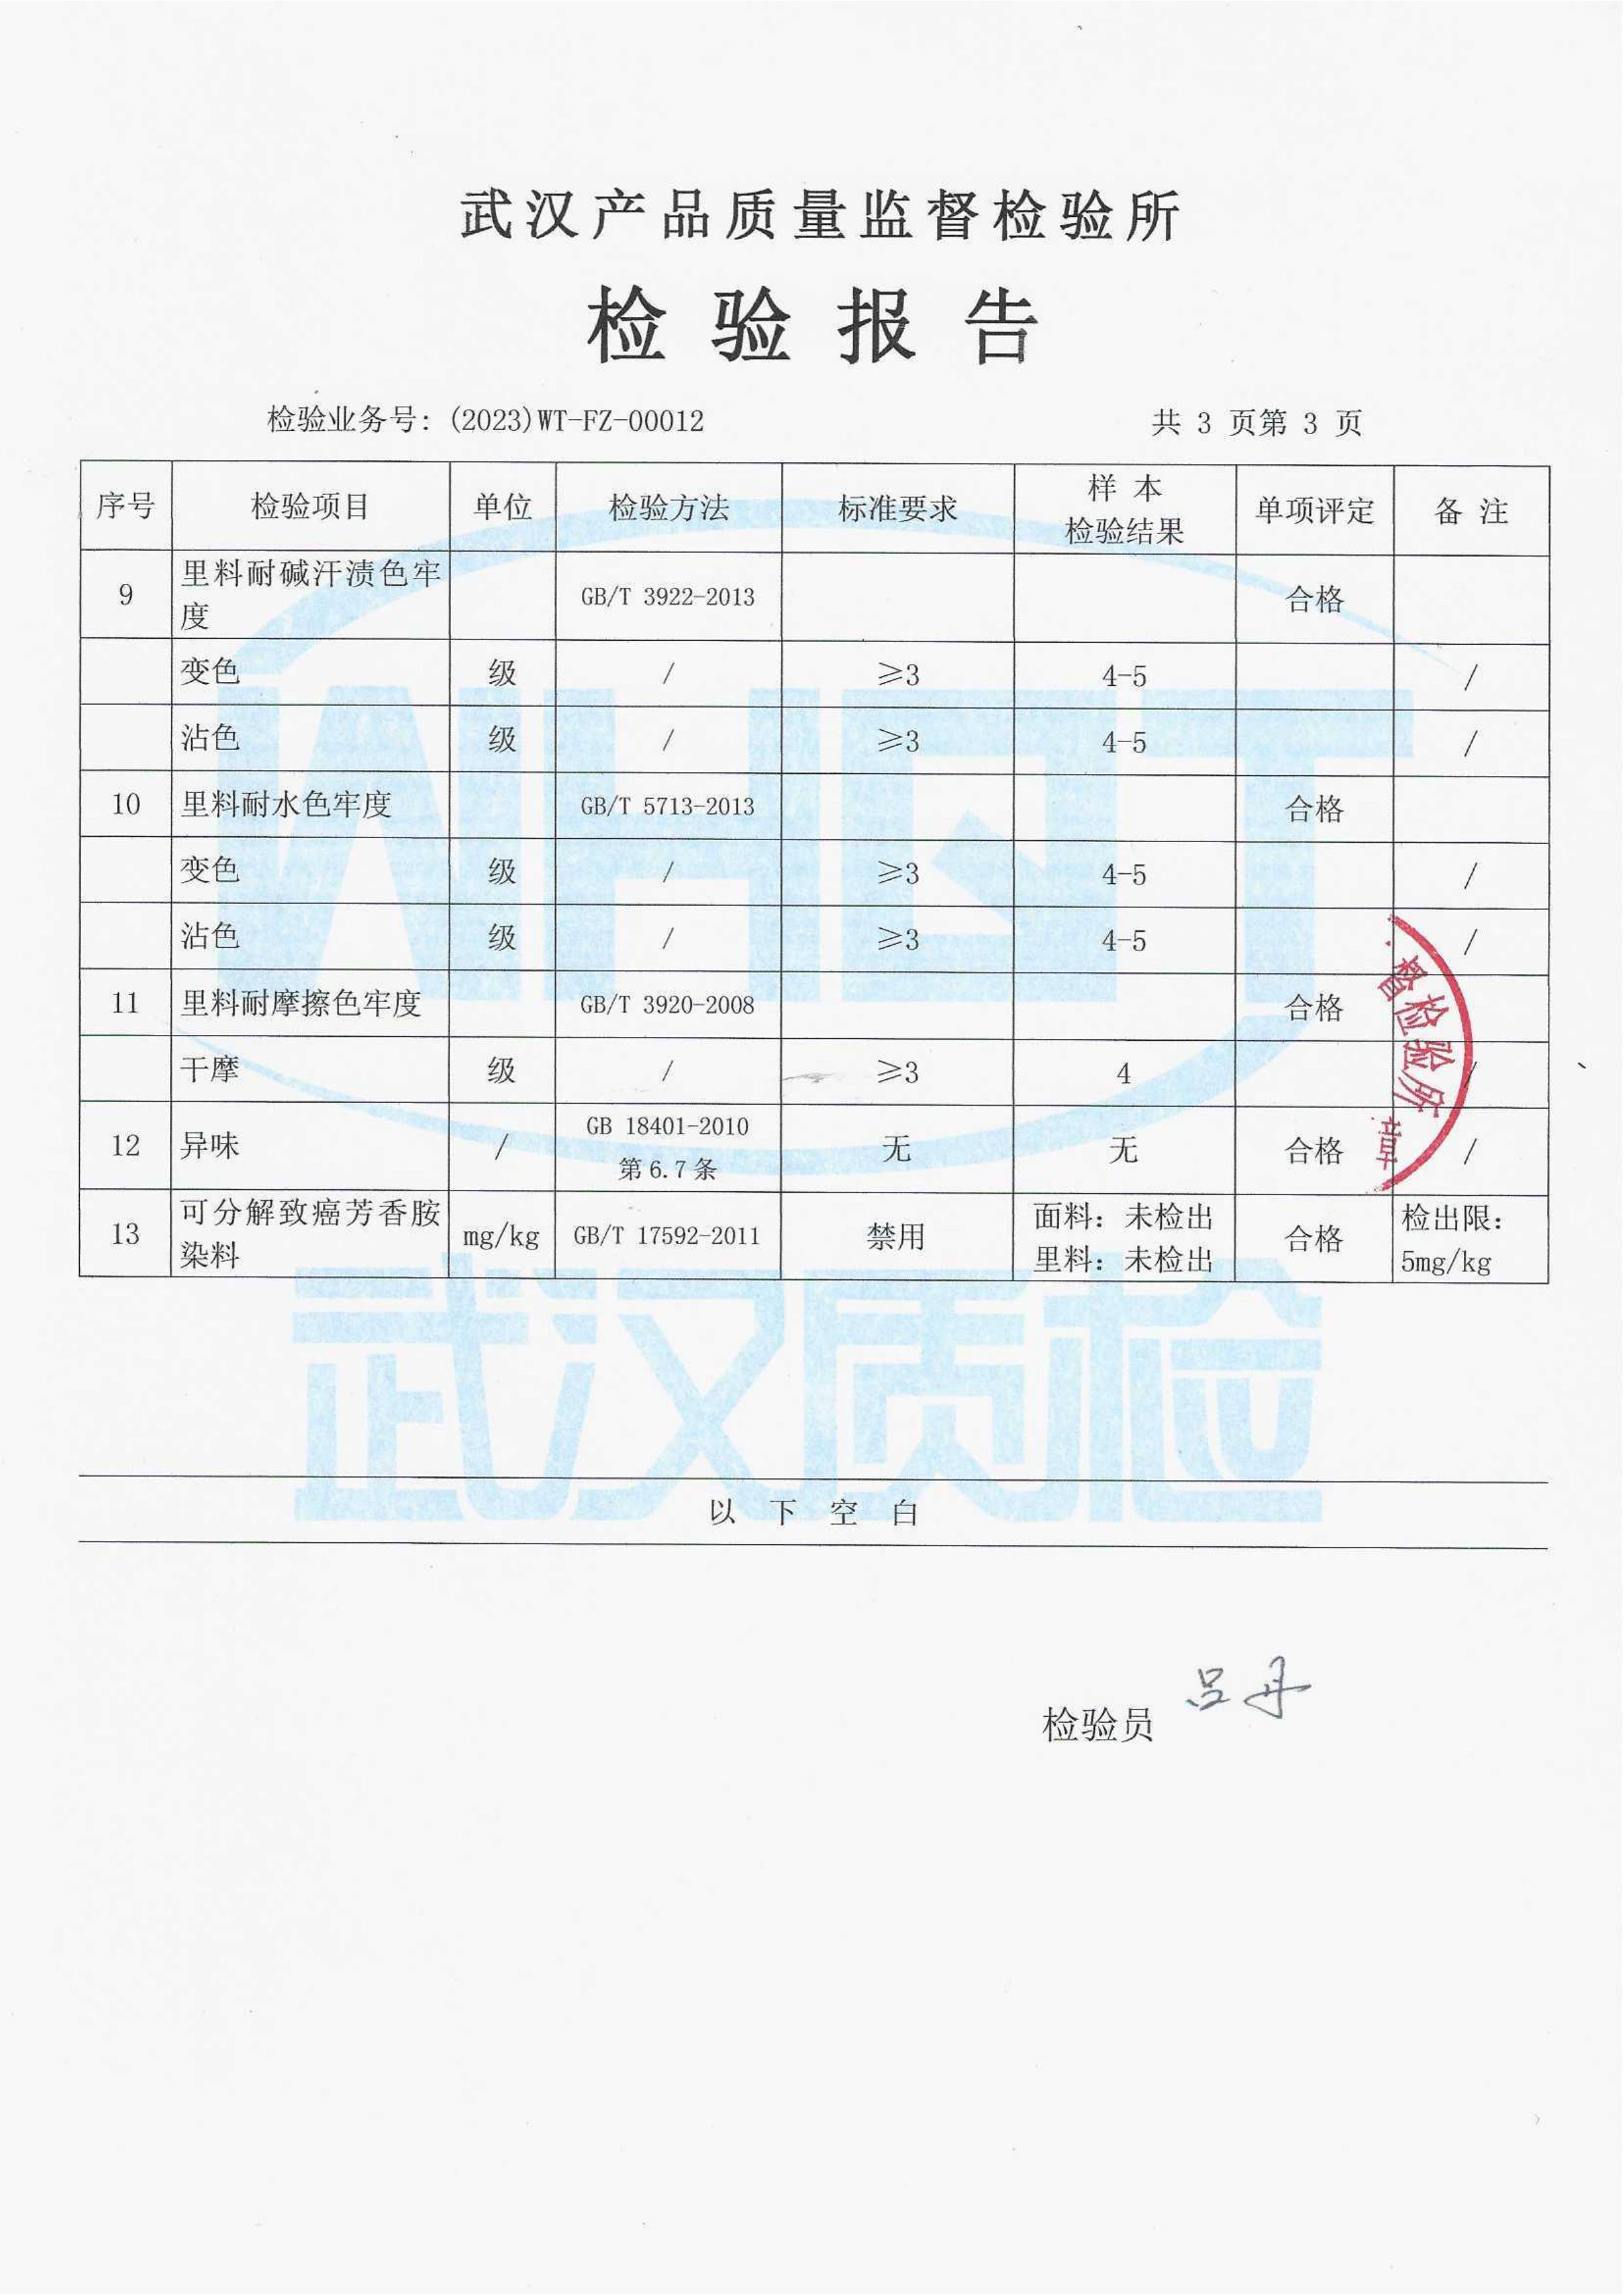 武汉产品质量监督检验所
检验报告
检验业务号：(2023)WT-FZ-00012 共 3 页第 3 页
序号 检验项目 单位 检验方法 标准要求 样本 检验结果 单项评定 备注
9 里料耐碱汗渍色牢度 GB/T 3922-2013 合格
变色 级 / ≥3 4-5 /
沾色 级 / ≥3 4-5 /
10 里料耐水色牢度 GB/T 5713-2013 合格
变色 级 / ≥3 4-5 /
沾色 级 / ≥3 4-5 /
11 里料耐摩擦色牢度 GB/T 3920-2008 合格
干摩 级 / ≥3 4 /
12 异味 / GB 18401-2010 第 6.7 条 无 无 合格 /
13 可分解致癌芳香胺染料 mg/kg GB/T 17592-2011 禁用 面料：未检出 里料：未检出 合格 检出限：5mg/kg
督检验所
章
WHQT
武汉质检
以下空白
检验员 吕丹